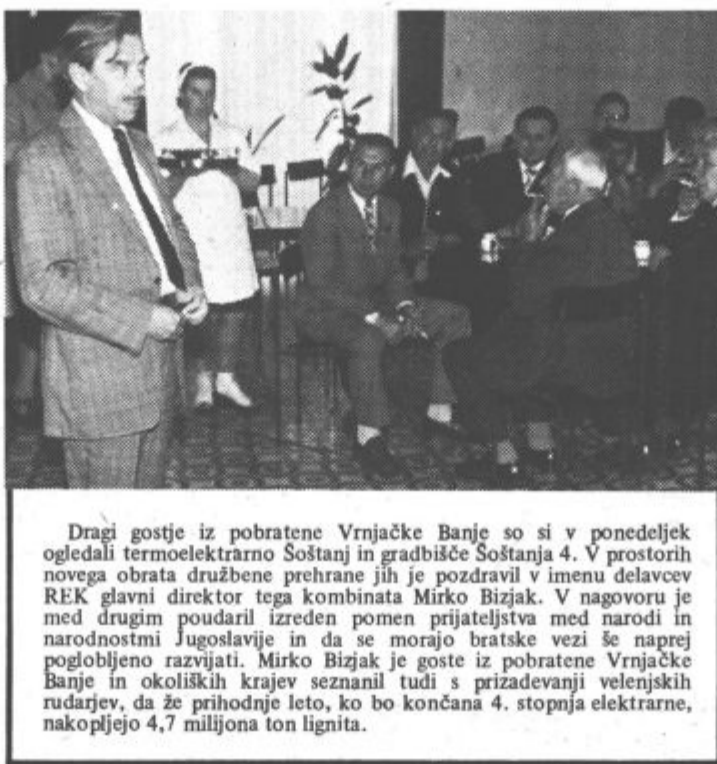 Dragi gostje iz pobratene Vrnjačke Banje so si v ponedeljek
ogledali termoelektrarno Šoštanj in gradbišče Šoštanja 4. V prostorih
novega obrata družbene prehrane jih je pozdravil v imenu delavcev
REK glavni direktor tega kombinata Mirko Bizjak. V nagovoru je
med drugim poudaril izreden pomen prijateljstva med narodi in
narodnostmi Jugoslavije in da se morajo bratske vezi še naprej
poglobljeno razvijati. Mirko Bizjak je goste iz pobratene Vrnjačke
Banje in okoliških krajev seznanil tudi s prizadevanji velenjskih
rudarjev, da že prihodnje leto, ko bo končana 4. stopnja elektrarne,
nakopljejo 4,7 milijona ton lignita.